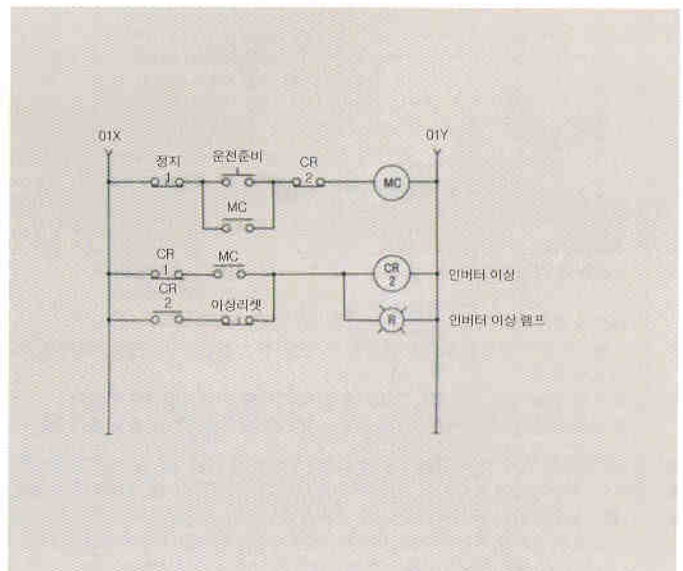 01X 01Y
정지 운전준비 CR
1 2
MC
MC
CR MC
1
CR
2
인버터 이상
CR
2 이상리셋
R 인버터 이상 램프